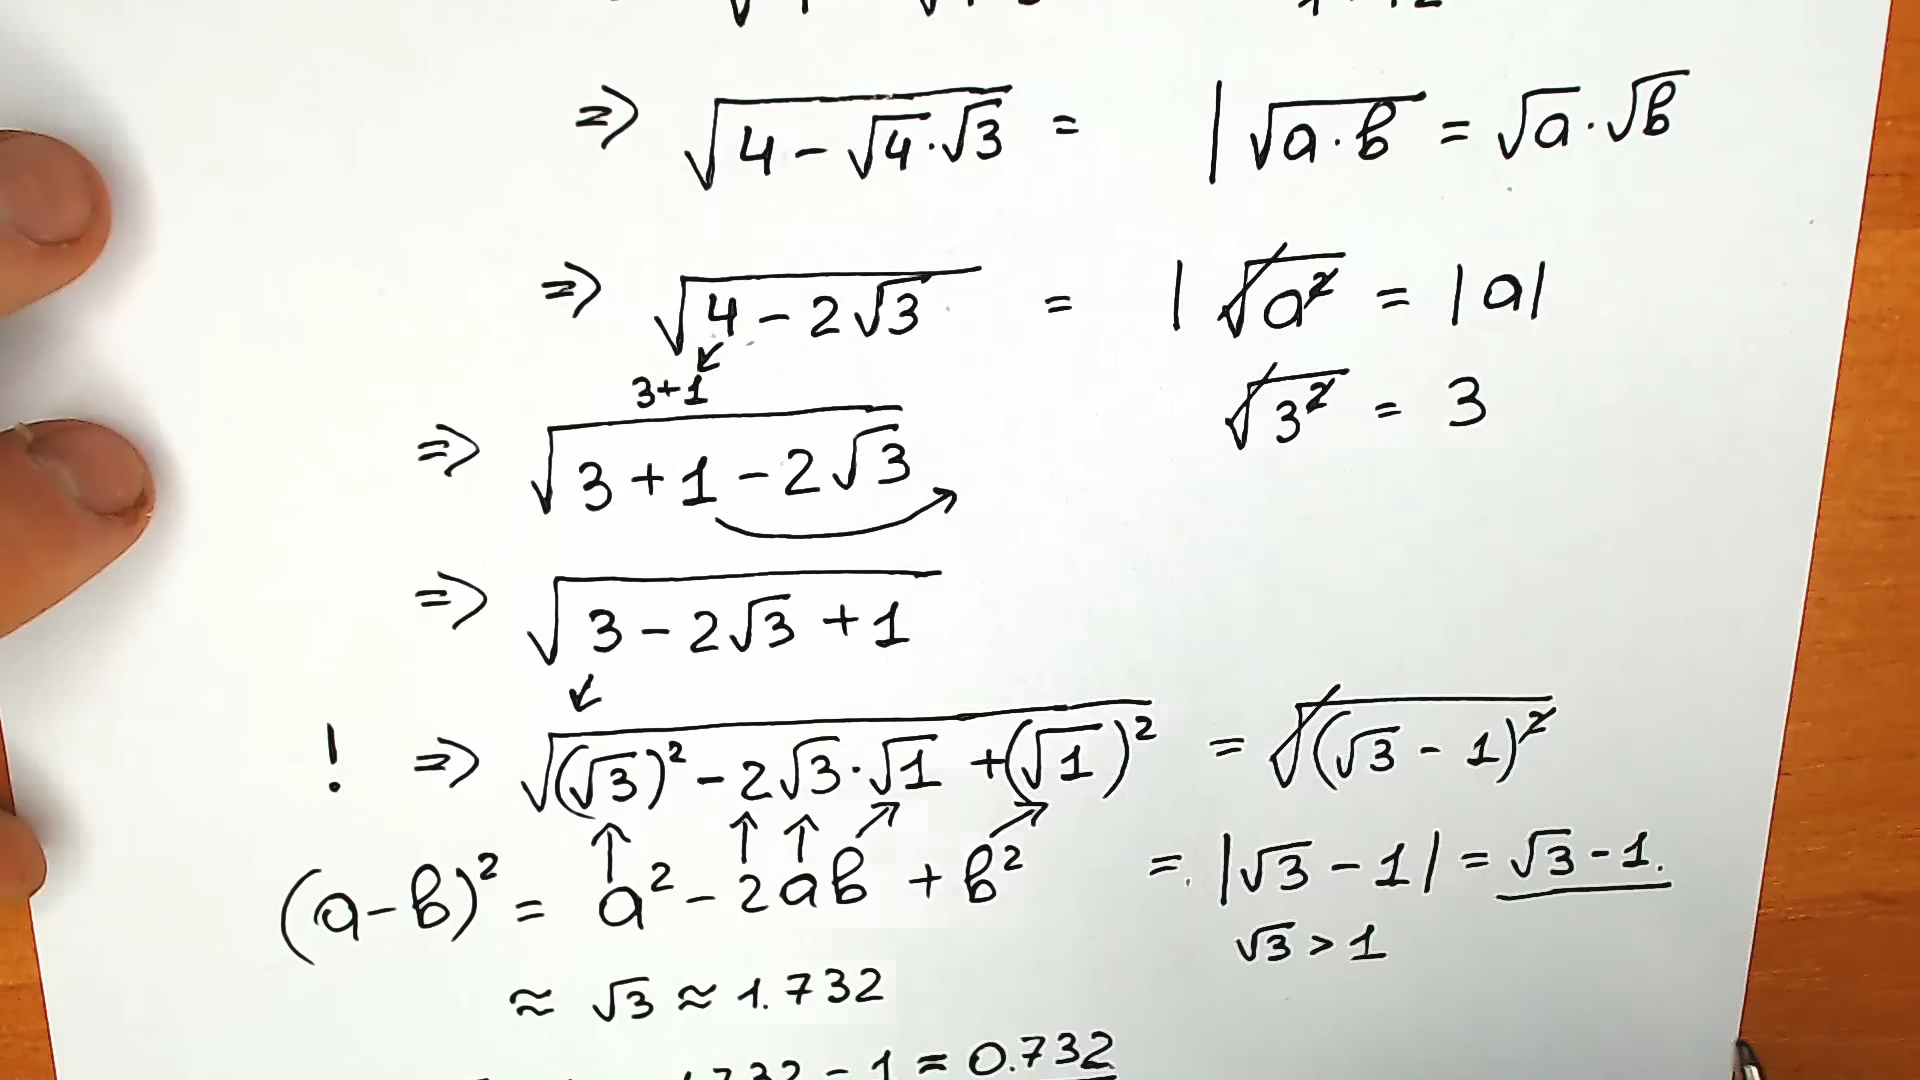 => √(4 - √4 · √3) = | √(a · b) = √a · √b
=> √(4 - 2√3) = | √(a²) = |a|
3+1 √(3²) = 3
=> √(3 + 1 - 2√3)
=> √(3 - 2√3 + 1)
! => √((√3)² - 2√3 · √1 + (√1)²) = √((√3 - 1)²)
(a - b)² = a² - 2ab + b² = |√3 - 1| = √3 - 1.
√3 > 1
≈ √3 ≈ 1.732
1732 - 1 ≈ 0.732